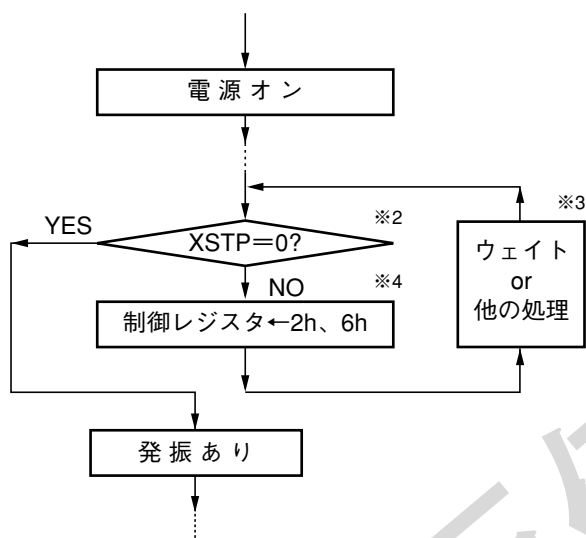 電源オン
※2
※3
YES
XSTP＝0?
ウェイト
or
他の処理
NO
※4
制御レジスタ←2h、6h
発振あり